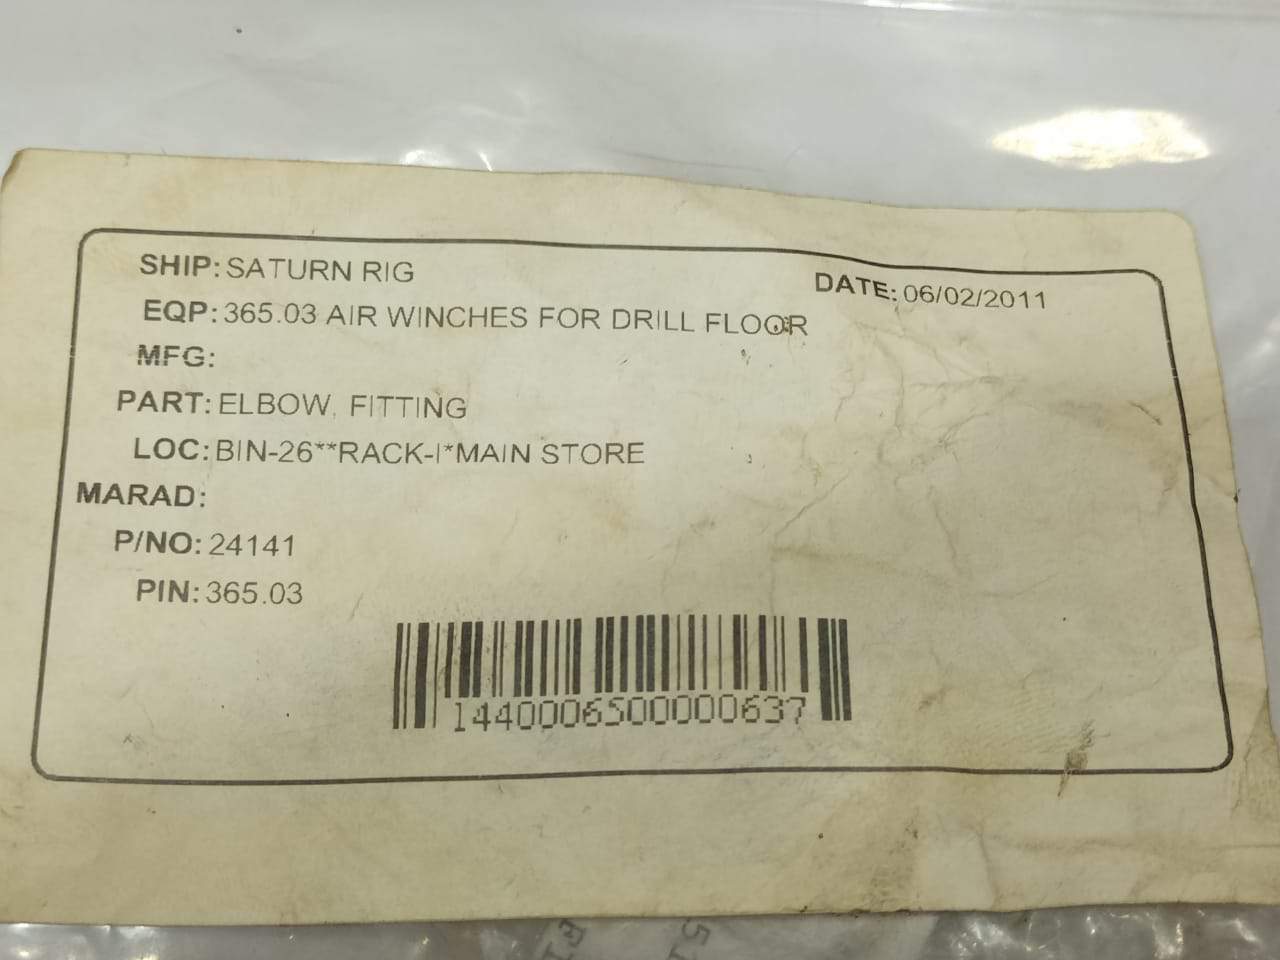 SHIP: SATURN RIG
DATE: 06/02/2011
EQP: 365.03 AIR WINCHES FOR DRILL FLOOR
MFG:
PART: ELBOW, FITTING
LOC: BIN-26**RACK-I*MAIN STORE
MARAD:
P/NO: 24141
PIN: 365.03
1440006500000637